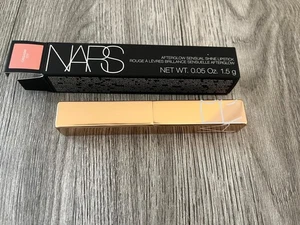 NARS
AFTERGLOW SENSUAL SHINE LIPSTICK
ROUGE À LÈVRES BRILLANCE SENSUELLE AFTERGLOW
NET WT. 0.05 Oz. 1.5 g